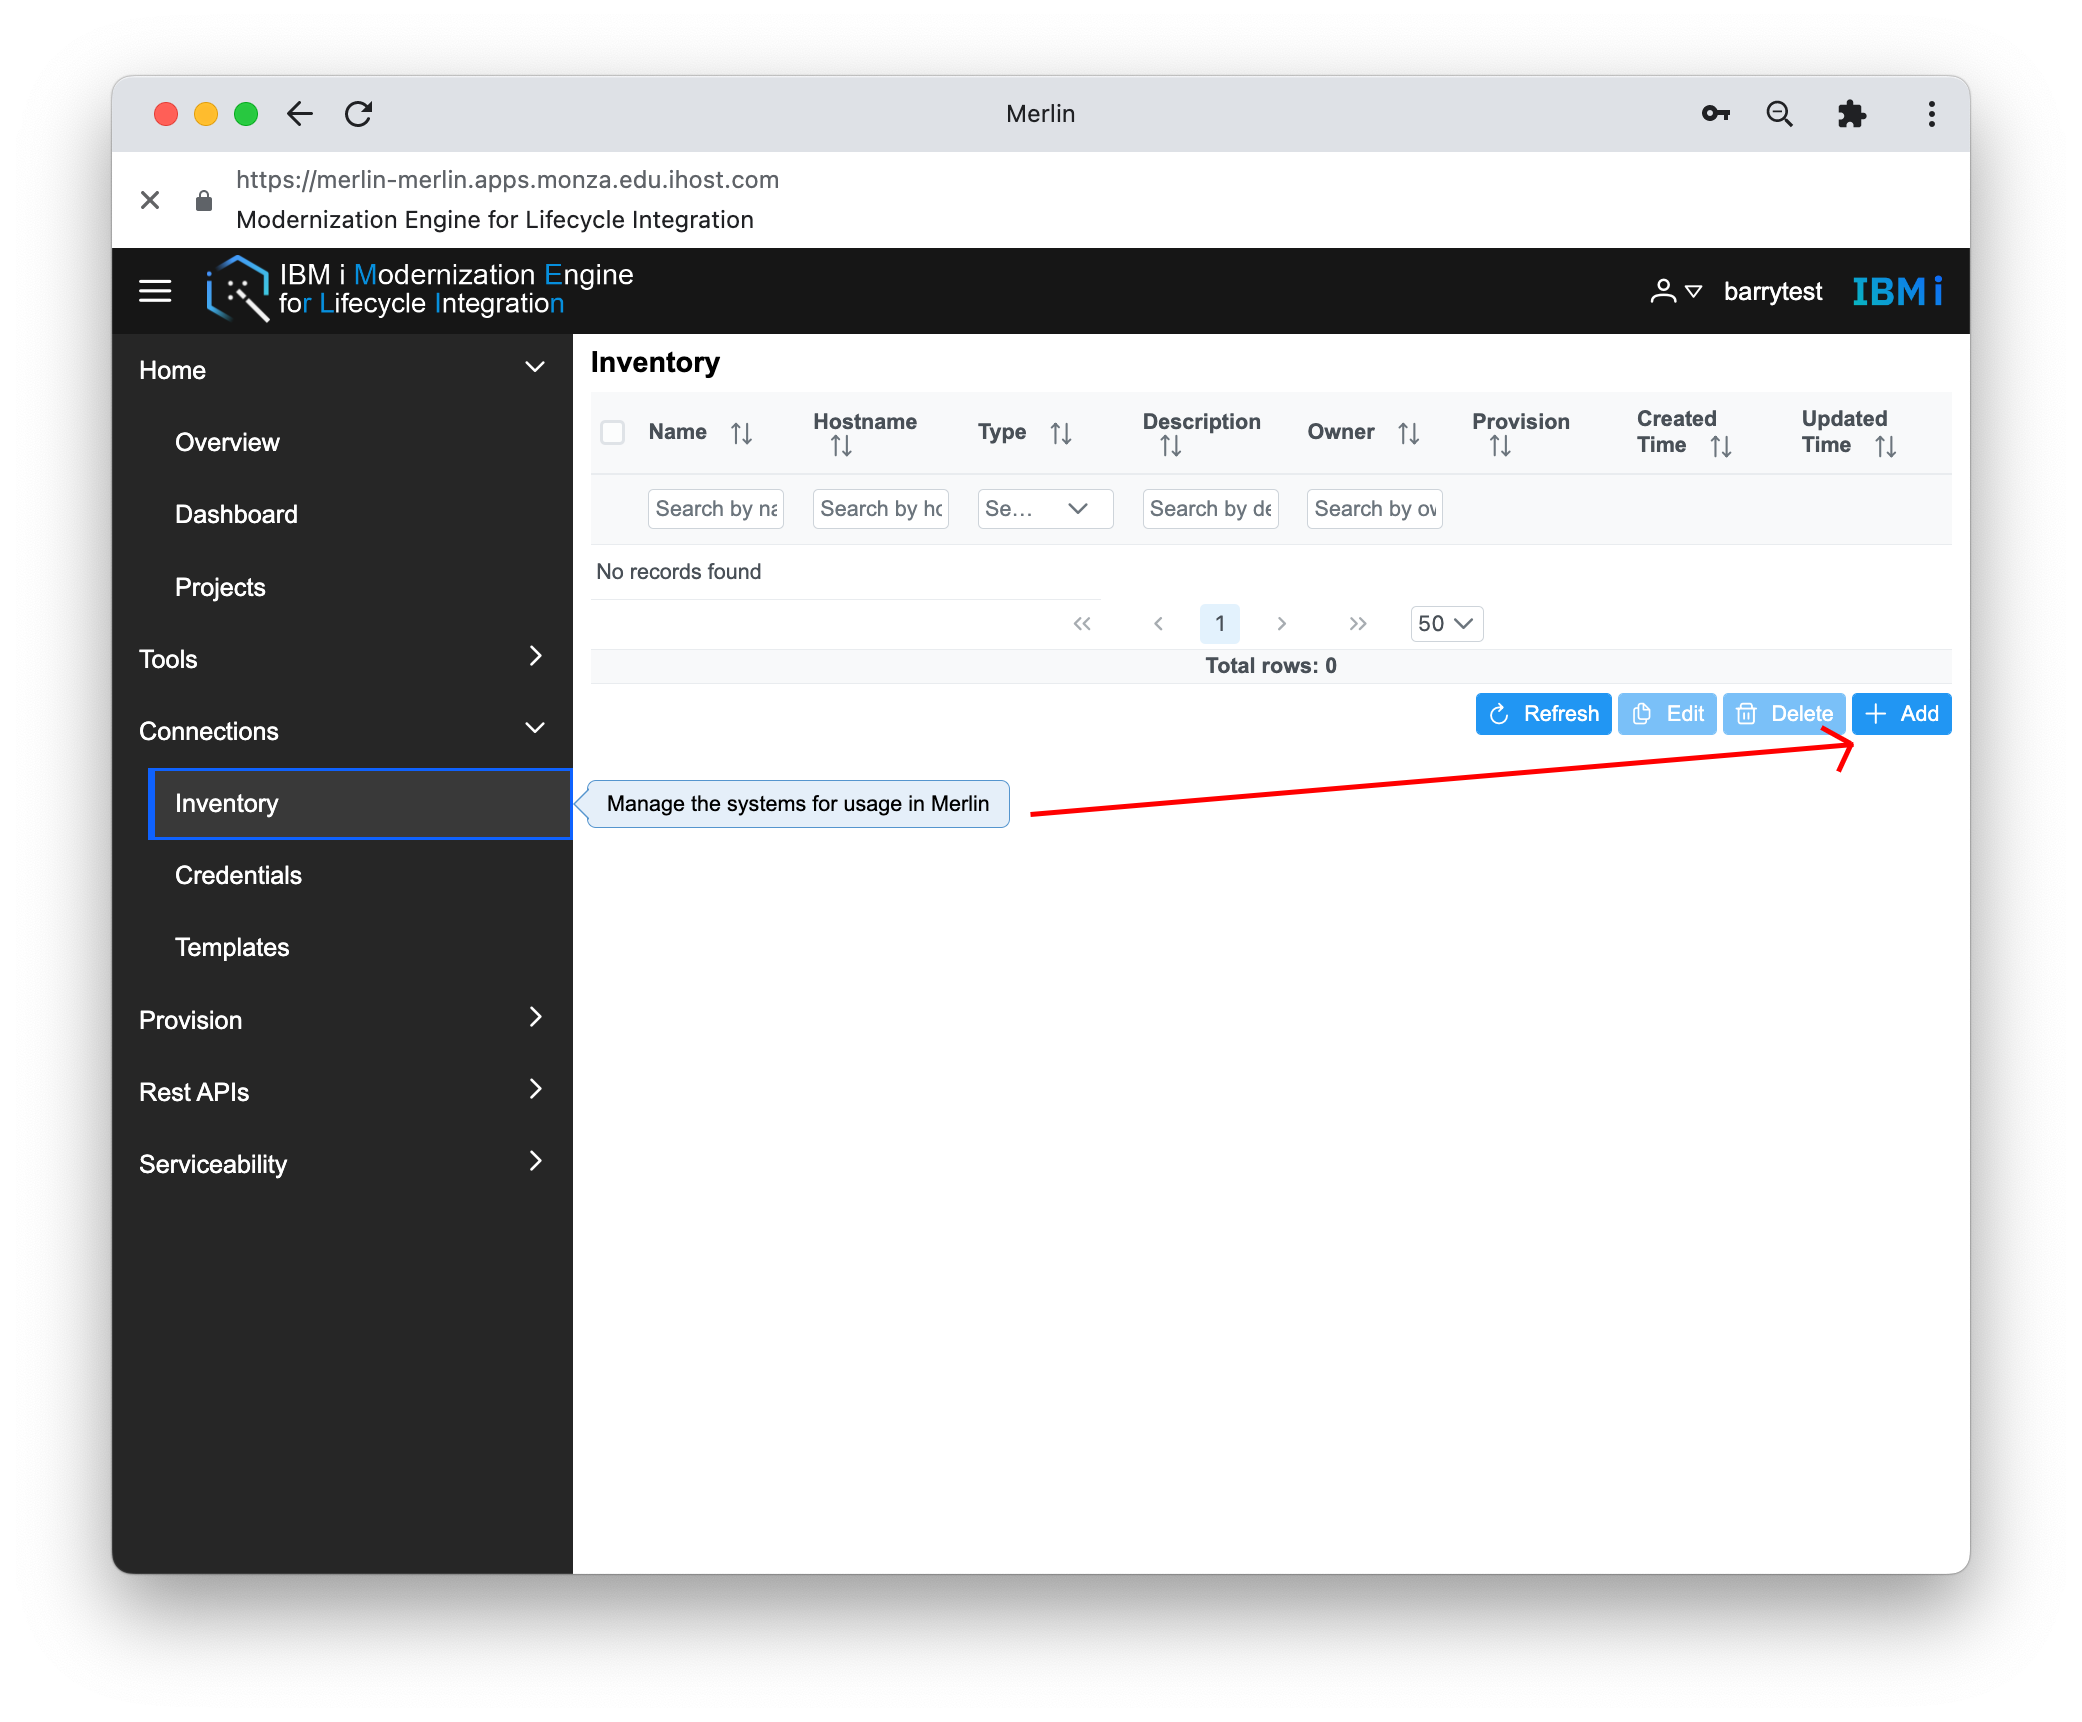 Merlin
https://merlin-merlin.apps.monza.edu.ihost.com
Modernization Engine for Lifecycle Integration
IBM i Modernization Engine
for Lifecycle Integration
barrytest
IBM i
Home
Overview
Dashboard
Projects
Tools
Connections
Inventory
Credentials
Templates
Provision
Rest APIs
Serviceability
Inventory
Name
Hostname
Type
Description
Owner
Provision
Created
Time
Updated
Time
Search by na
Search by ho
Se...
Search by de
Search by ow
No records found
1
50
Total rows: 0
Refresh
Edit
Delete
Add
Manage the systems for usage in Merlin